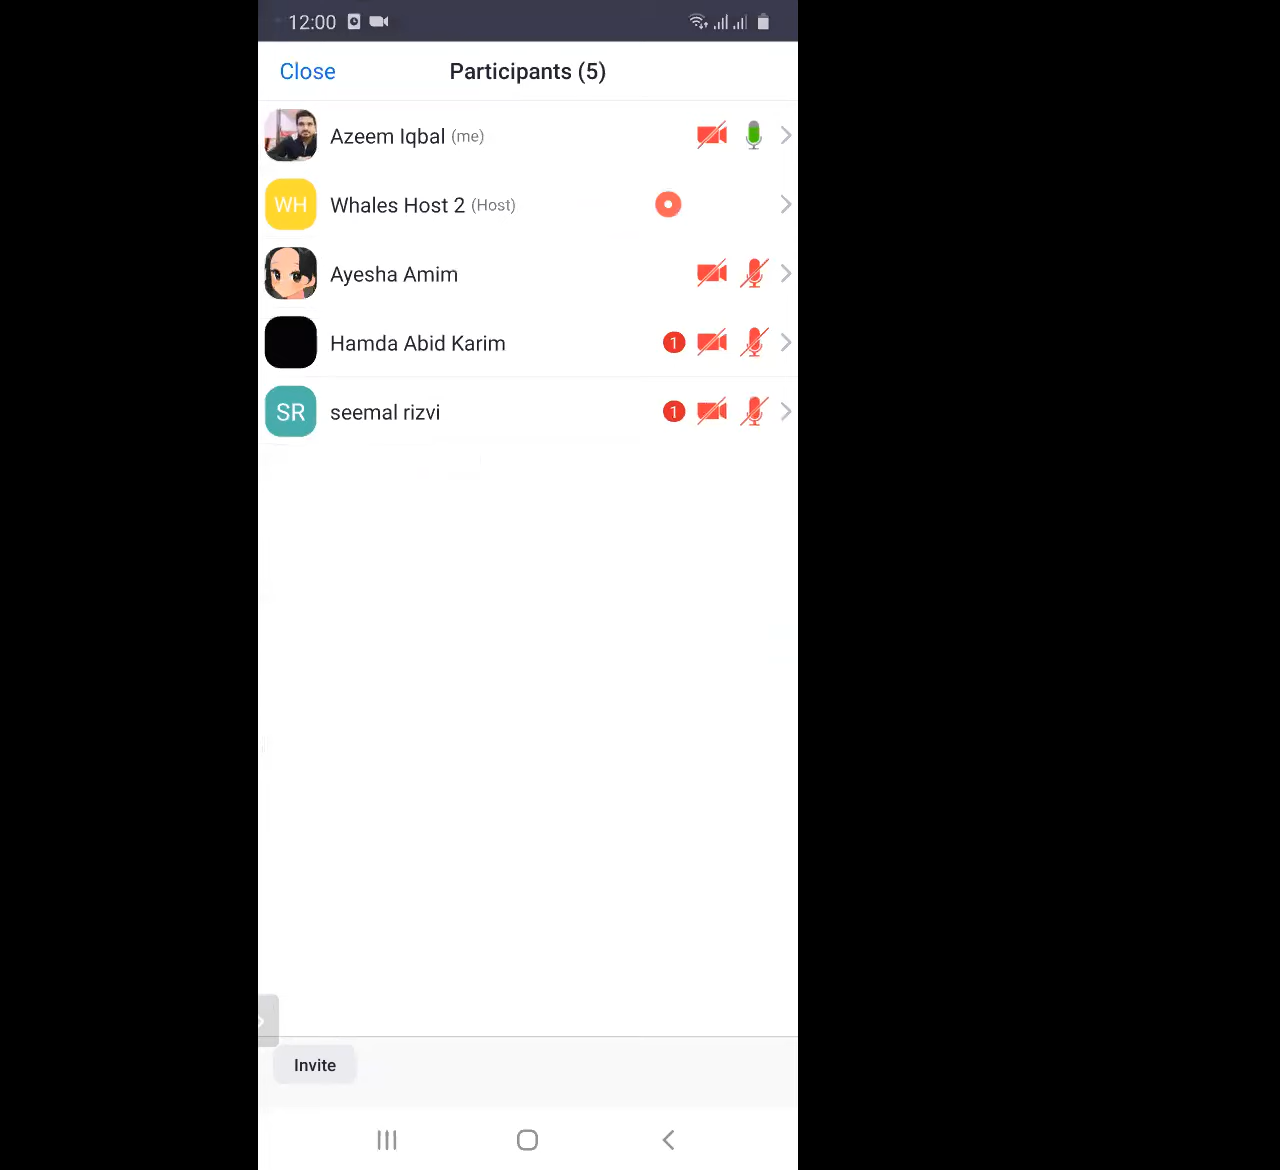 12:00
Close Participants (5)
Azeem Iqbal (me)
WH Whales Host 2 (Host)
Ayesha Amim
Hamda Abid Karim 1
SR seemal rizvi 1
Invite